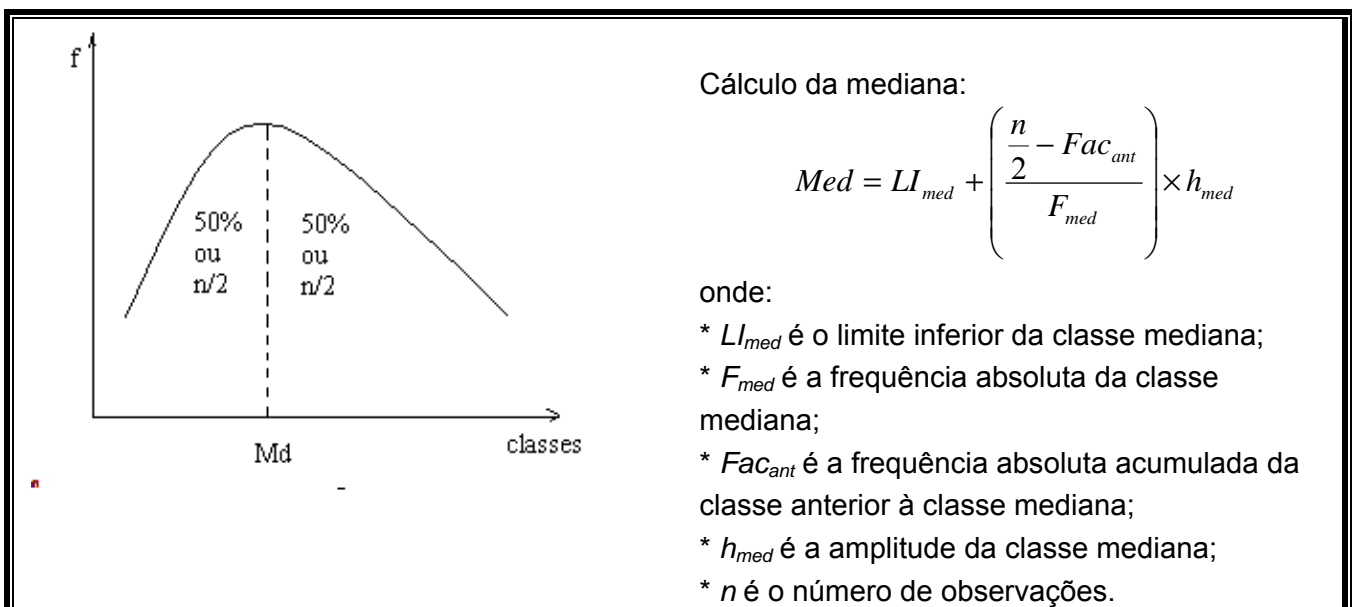 f
50%
ou
n/2
50%
ou
n/2
Md
classes
Cálculo da mediana:
Med = LI_med + ( (n/2 − Fac_ant) / F_med ) × h_med
onde:
* LI_med é o limite inferior da classe mediana;
* F_med é a frequência absoluta da classe
mediana;
* Fac_ant é a frequência absoluta acumulada da
classe anterior à classe mediana;
* h_med é a amplitude da classe mediana;
* n é o número de observações.